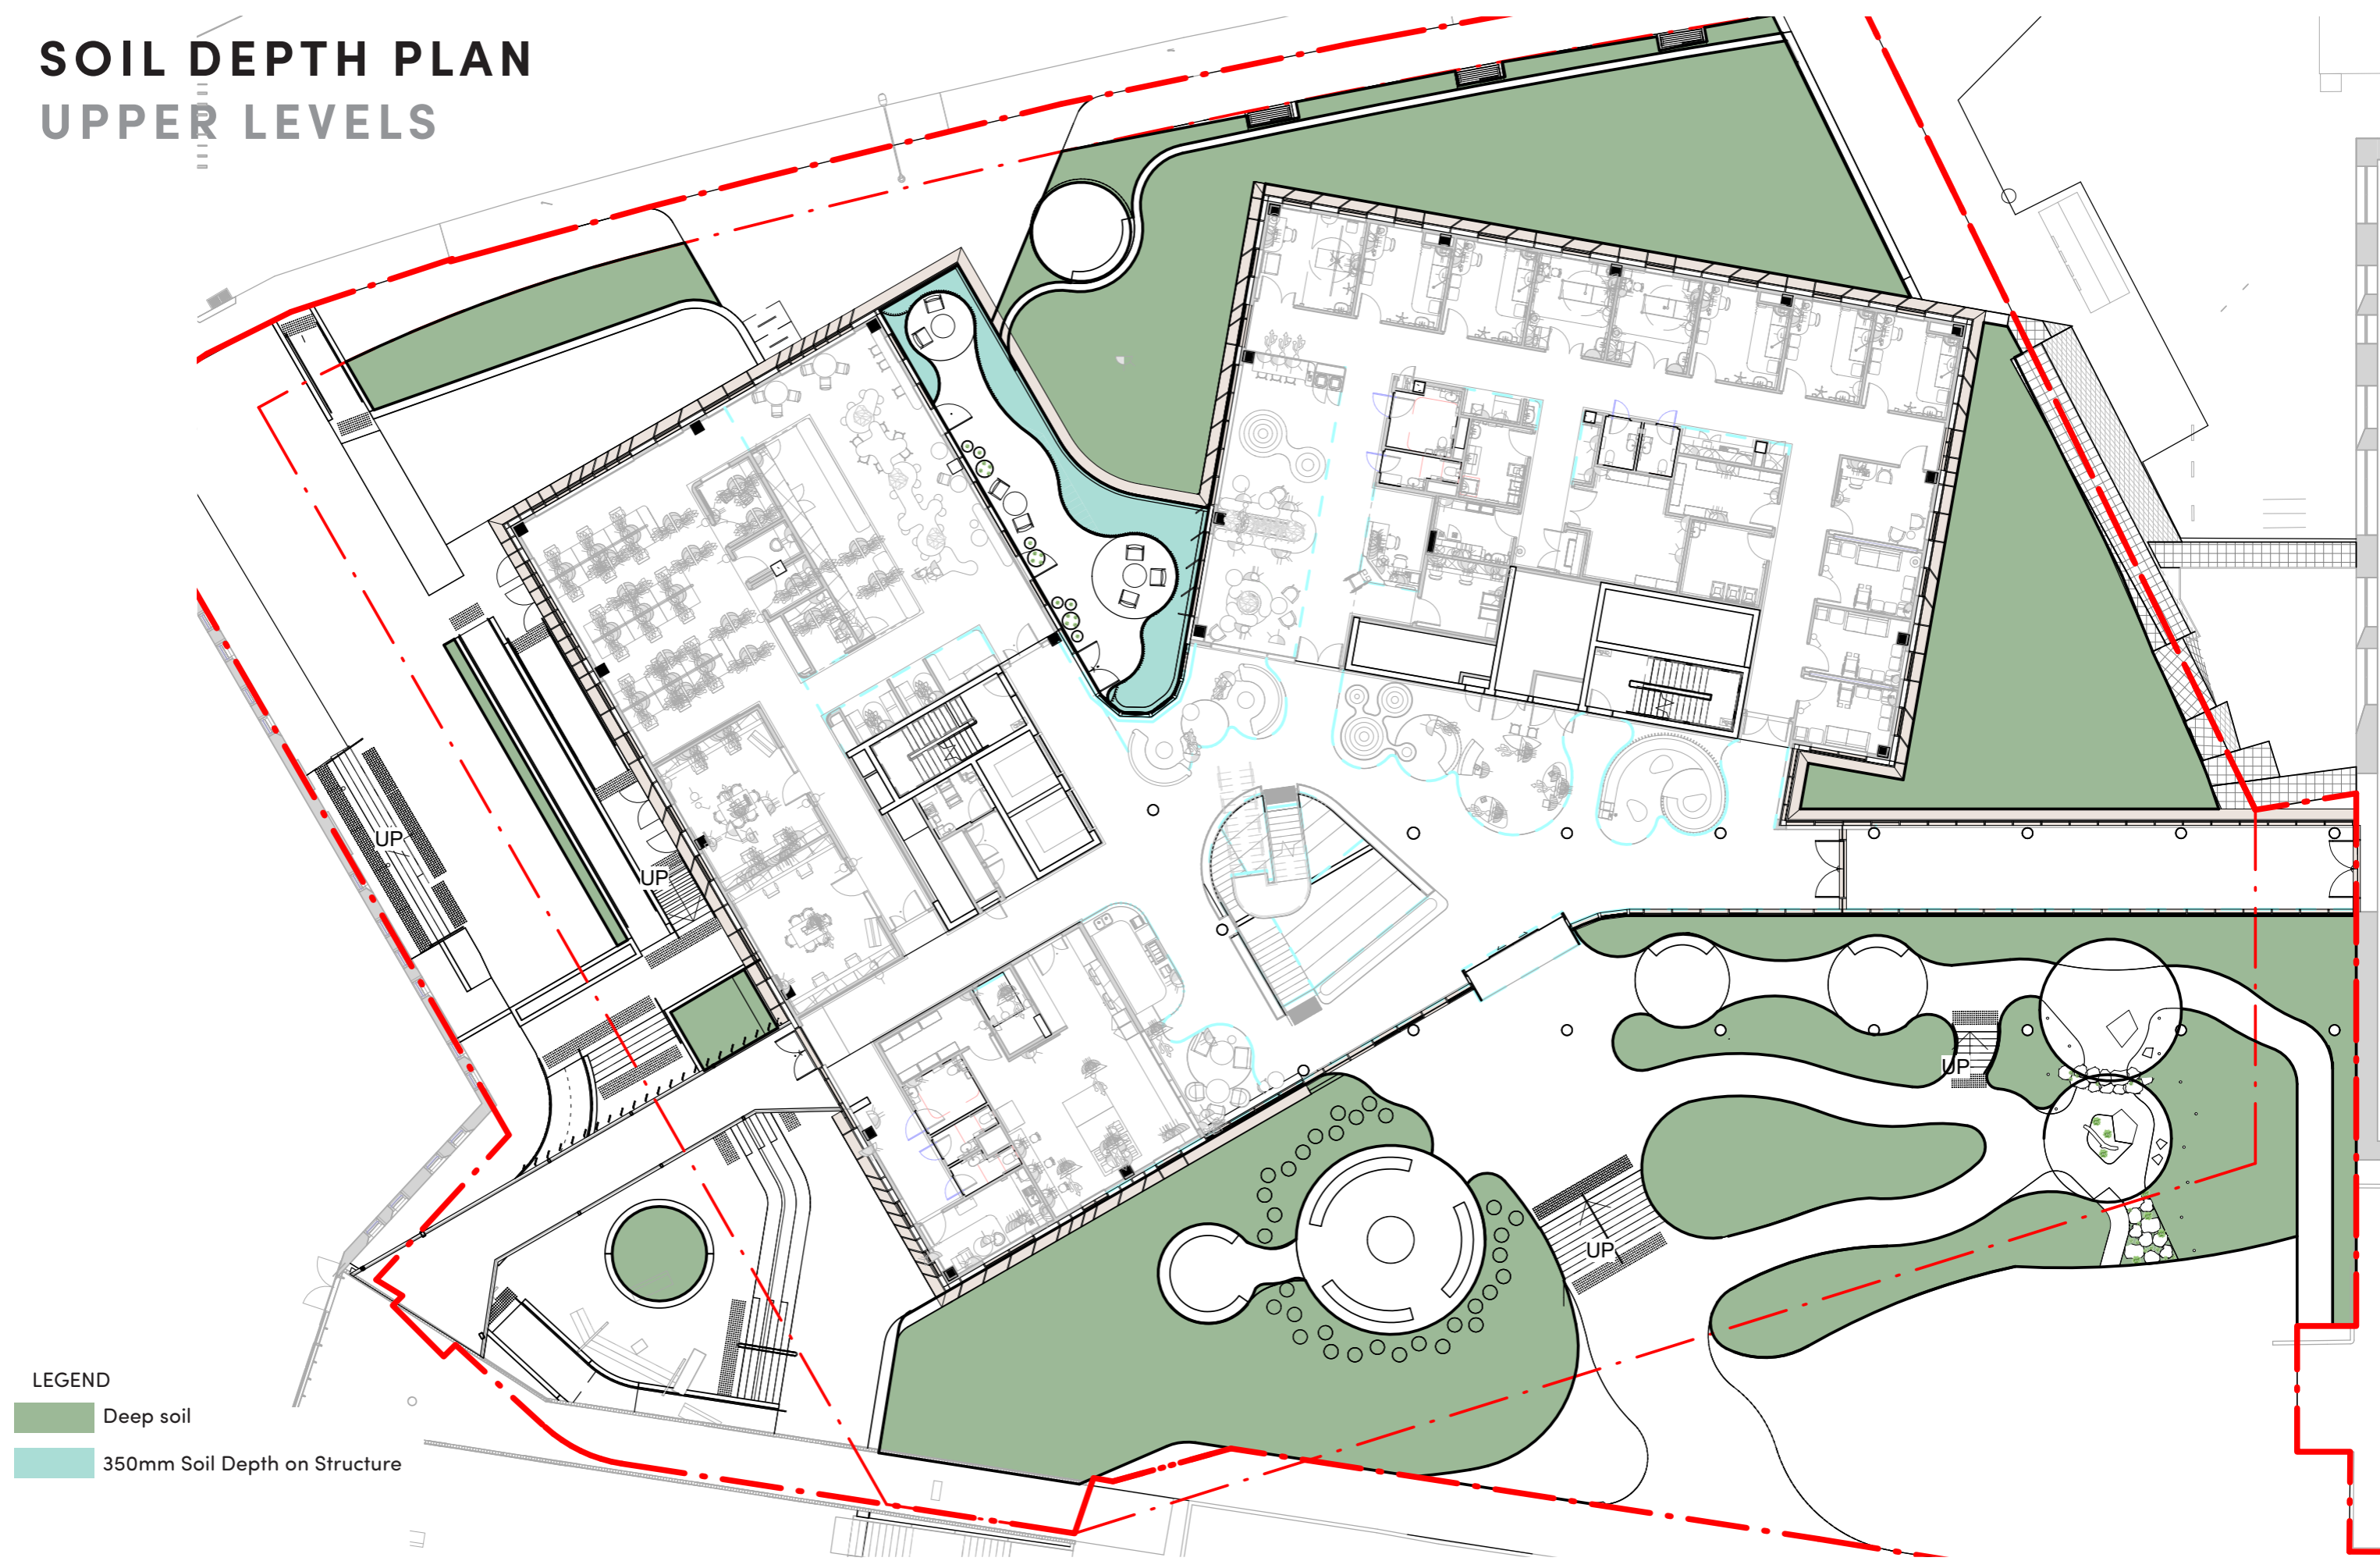 SOIL DEPTH PLAN
UPPER LEVELS
UP
UP
UP
UP
LEGEND
Deep soil
350mm Soil Depth on Structure